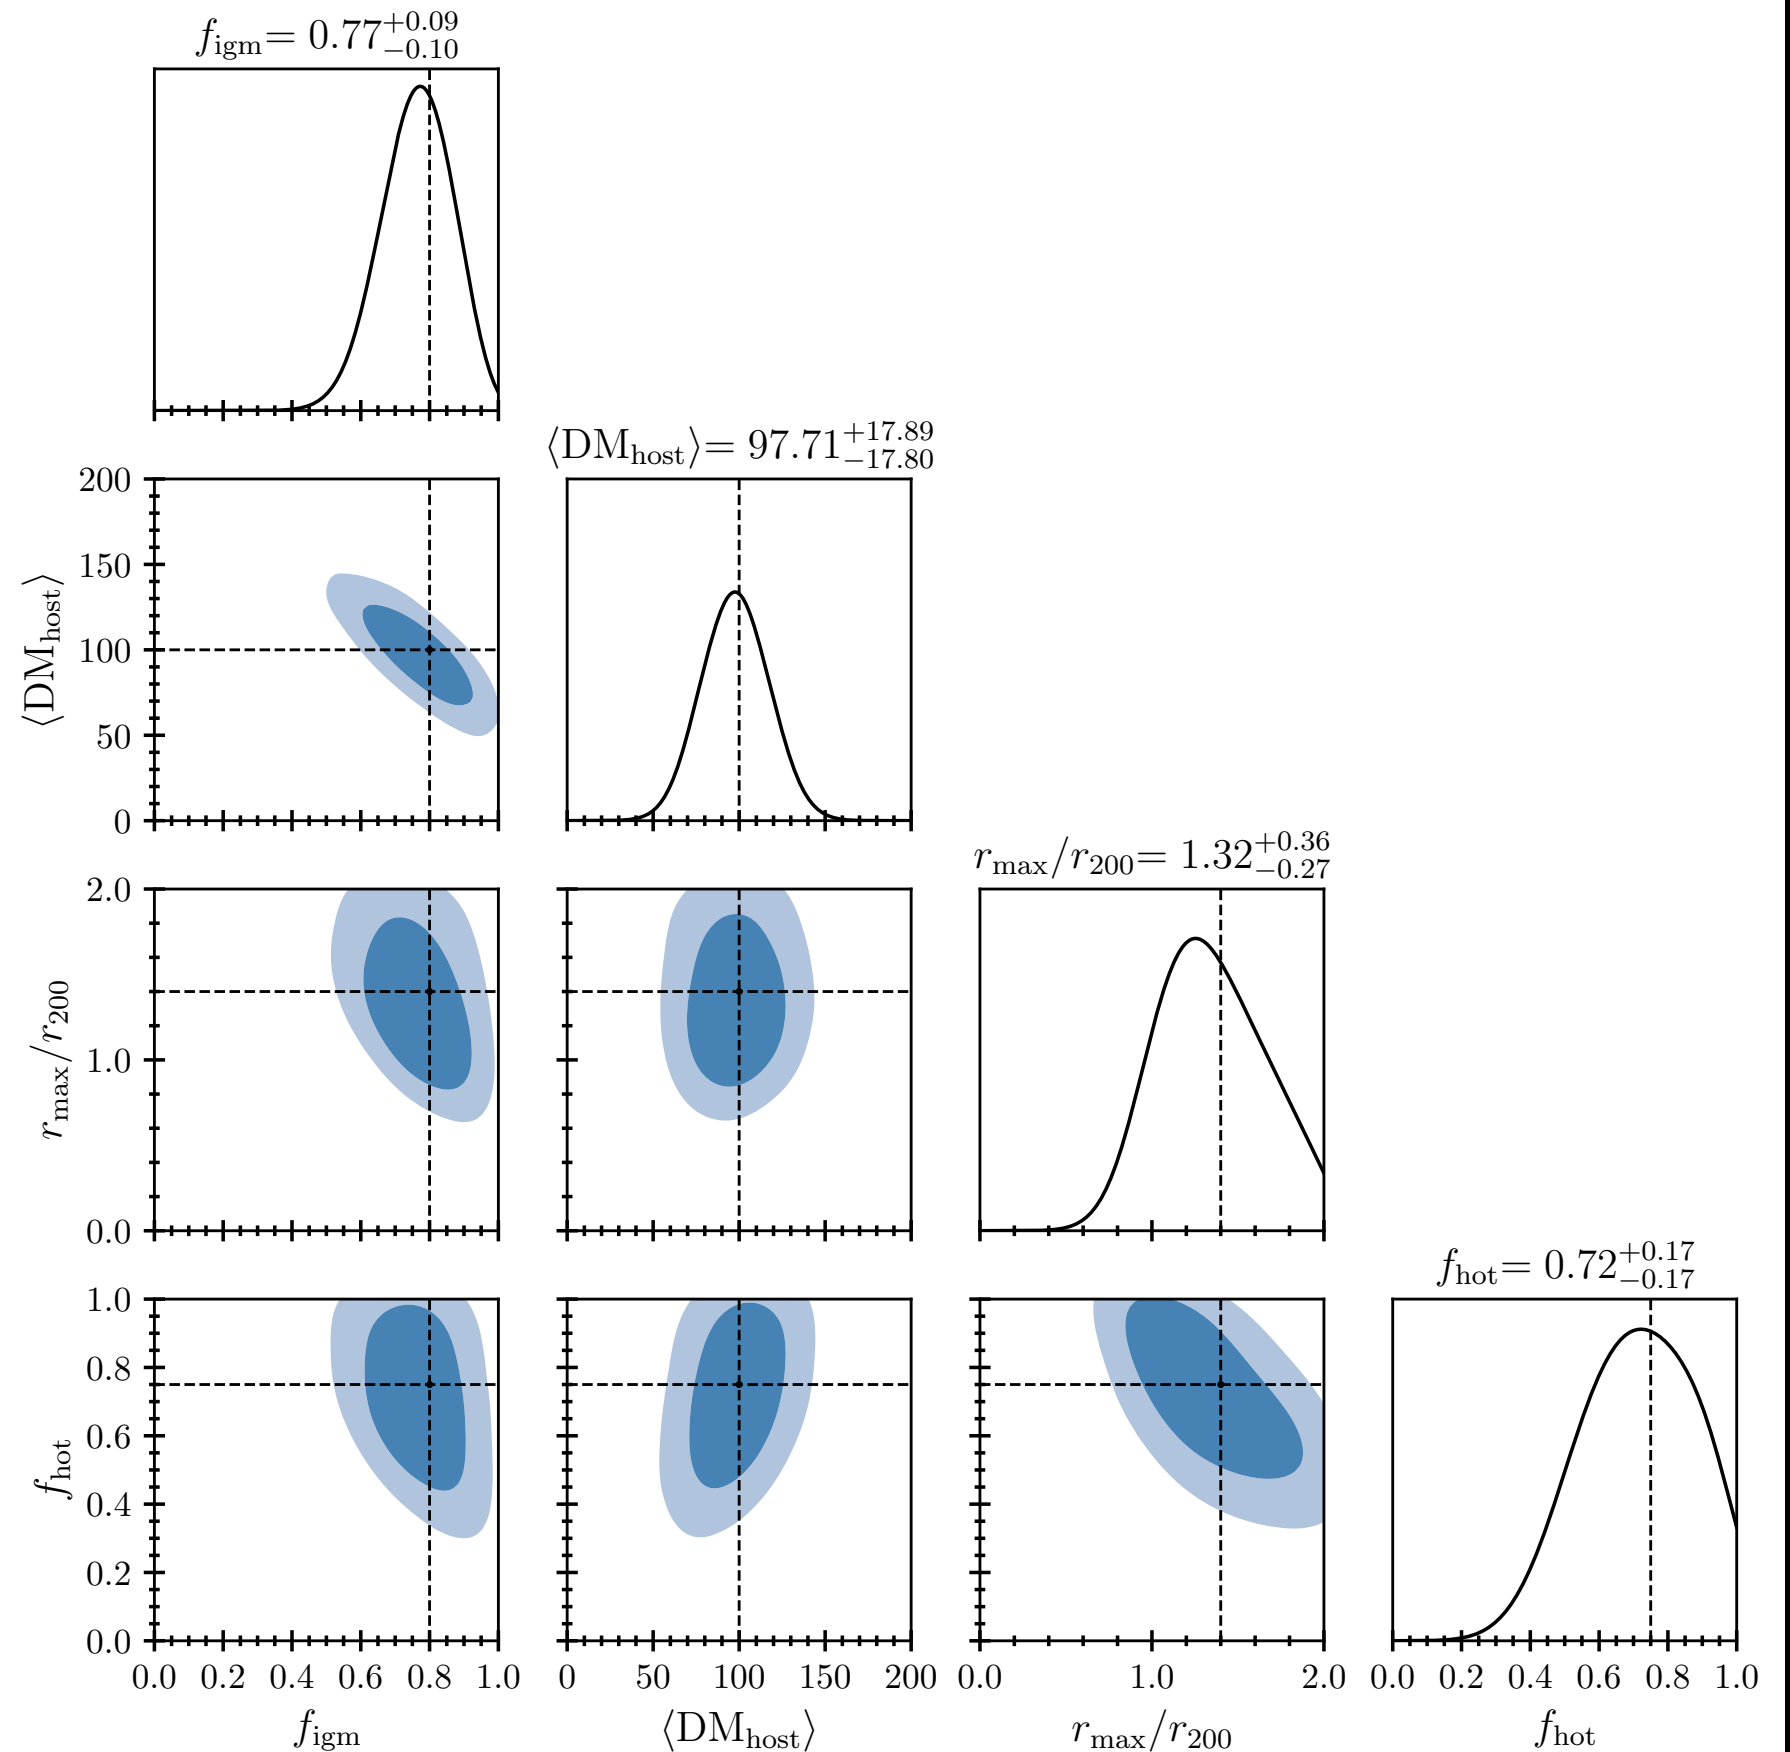 f_igm= 0.77^{+0.09}_{−0.10}
⟨DM_host⟩= 97.71^{+17.89}_{−17.80}
200
150
100
50
0
⟨DM_host⟩
r_max/r_200= 1.32^{+0.36}_{−0.27}
2.0
1.0
0.0
r_max/r_200
f_hot= 0.72^{+0.17}_{−0.17}
1.0
0.8
0.6
0.4
0.2
0.0
f_hot
0.0 0.2 0.4 0.6 0.8 1.0 0 50 100 150 200 0.0 1.0 2.0 0.0 0.2 0.4 0.6 0.8 1.0
f_igm ⟨DM_host⟩ r_max/r_200 f_hot